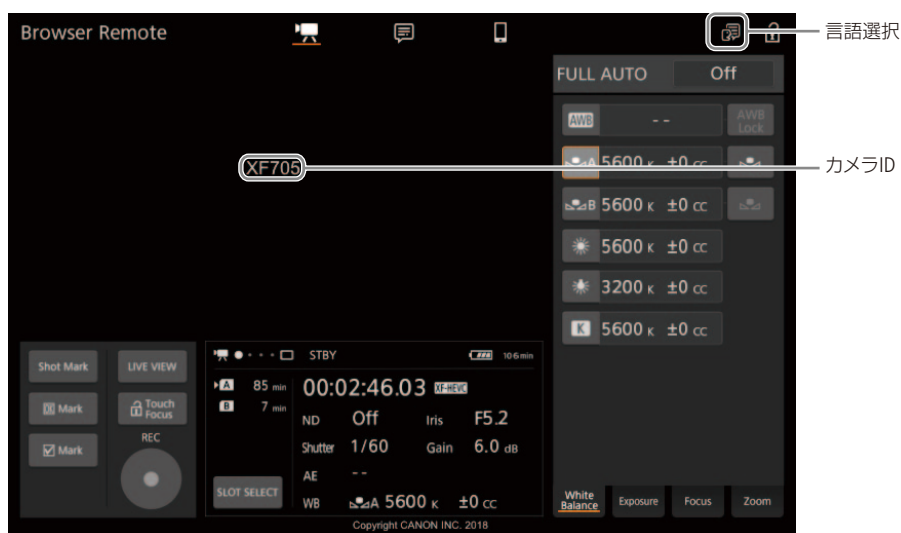 Browser Remote
言語選択
FULL AUTO Off
AWB -- AWB Lock
A 5600 K ±0 CC
カメラID
XF705
B 5600 K ±0 CC
5600 K ±0 CC
3200 K ±0 CC
K 5600 K ±0 CC
Shot Mark LIVE VIEW
STBY 106 min
A 85 min 00:02:46.03 XF-HEVC
B 7 min
OK Mark Touch Focus
ND Off Iris F5.2
Mark REC
Shutter 1/60 Gain 6.0 dB
AE --
SLOT SELECT
WB A 5600 K ±0 CC
White Balance Exposure Focus Zoom
Copyright CANON INC. 2018